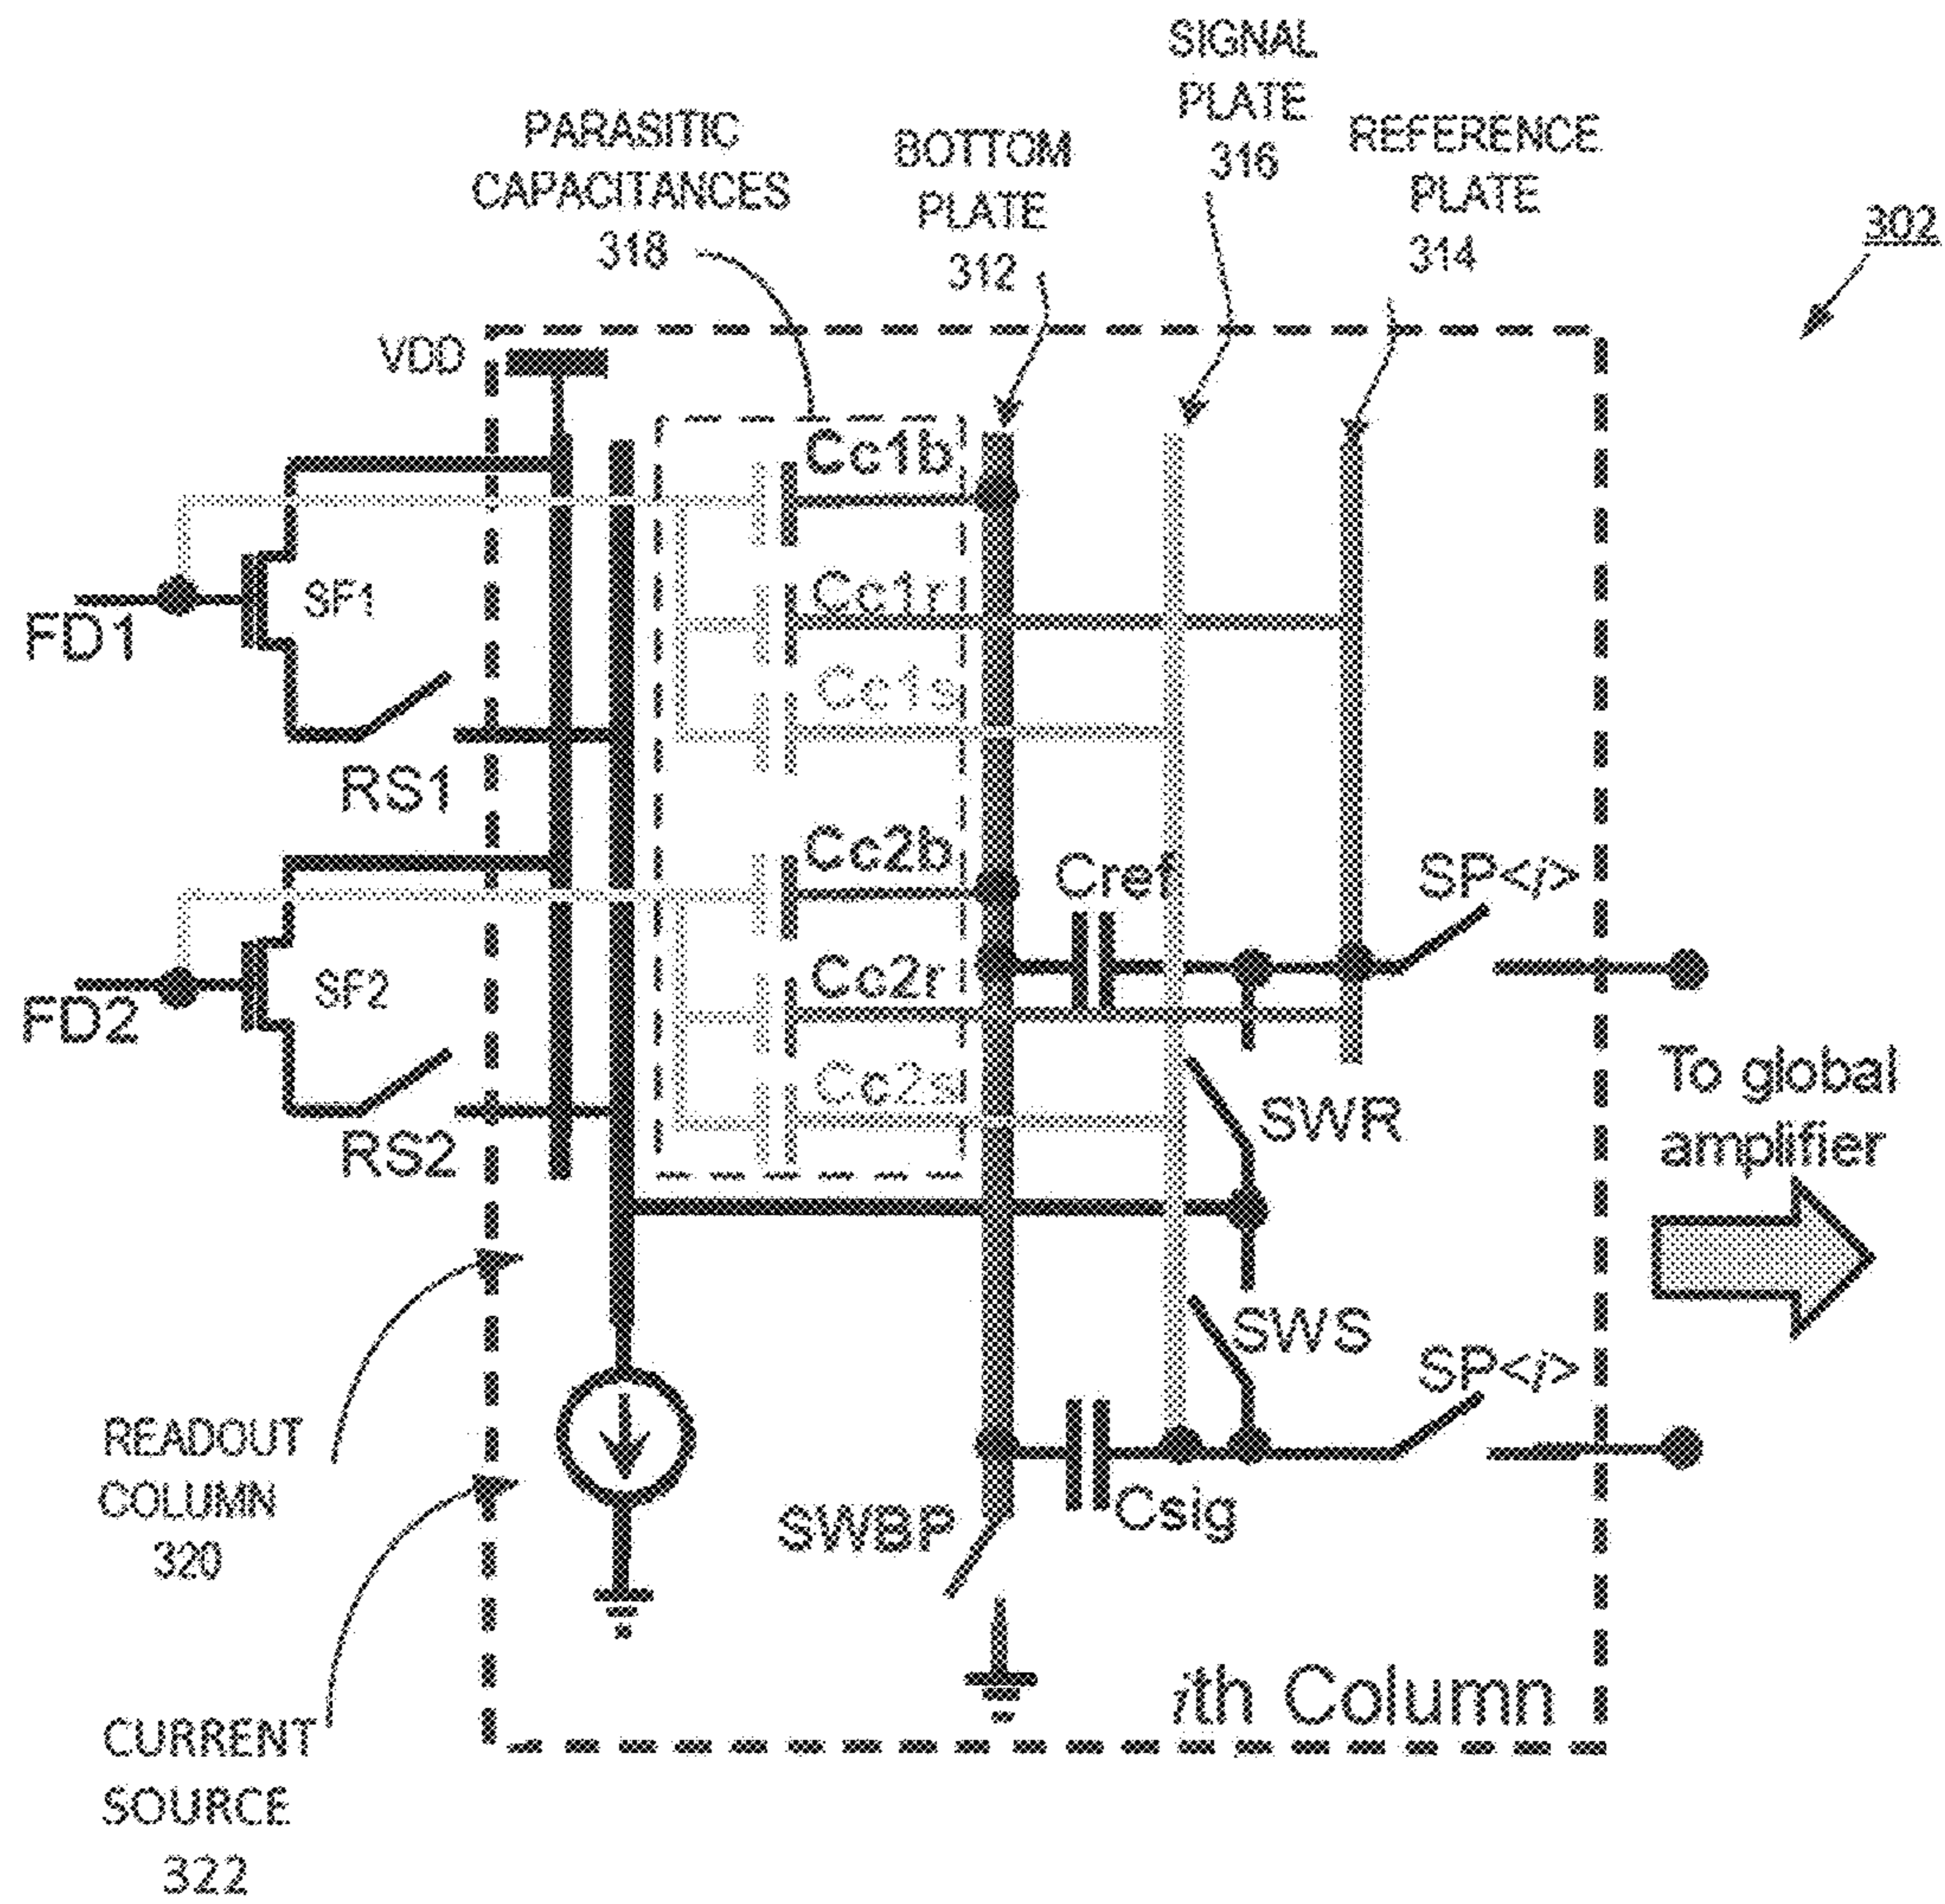 SIGNAL
PLATE
316
PARASITIC
CAPACITANCES
318
BOTTOM
PLATE
312
REFERENCE
PLATE
314
302
VDD
Cc1b
SF1
FD1
Cc1r
Cc1s
RS1
Cc2b
Cref
SP<i>
SF2
FD2
Cc2r
Cc2s
RS2
SWR
To global
amplifier
SWS
SP<i>
READOUT
COLUMN
320
SWBP
Csig
CURRENT
SOURCE
322
ith Column